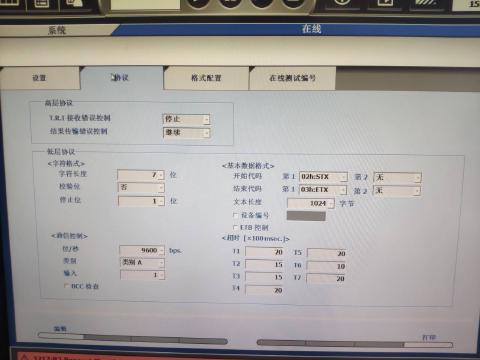 系统 在线
设置 协议 格式配置 在线测试编号
高层协议
T.R.I 接收错误控制 停止
结果传输错误控制 继续
低层协议
<字符格式> <基本数据格式>
字符长度 7 位 开始代码 第 1 02h:STX 第 2 无
校验位 否 结束代码 第 1 03h:ETX 第 2 无
停止位 1 位 文本长度 1024 字节
设备编号
ETB 控制
<通信控制> <超时 [×100msec.]>
位/秒 9600 bps. T1 20 T5 20
类别 类别 A T2 15 T6 10
输入 1 T3 15 T7 20
BCC 检查 T4 20
编辑 打印